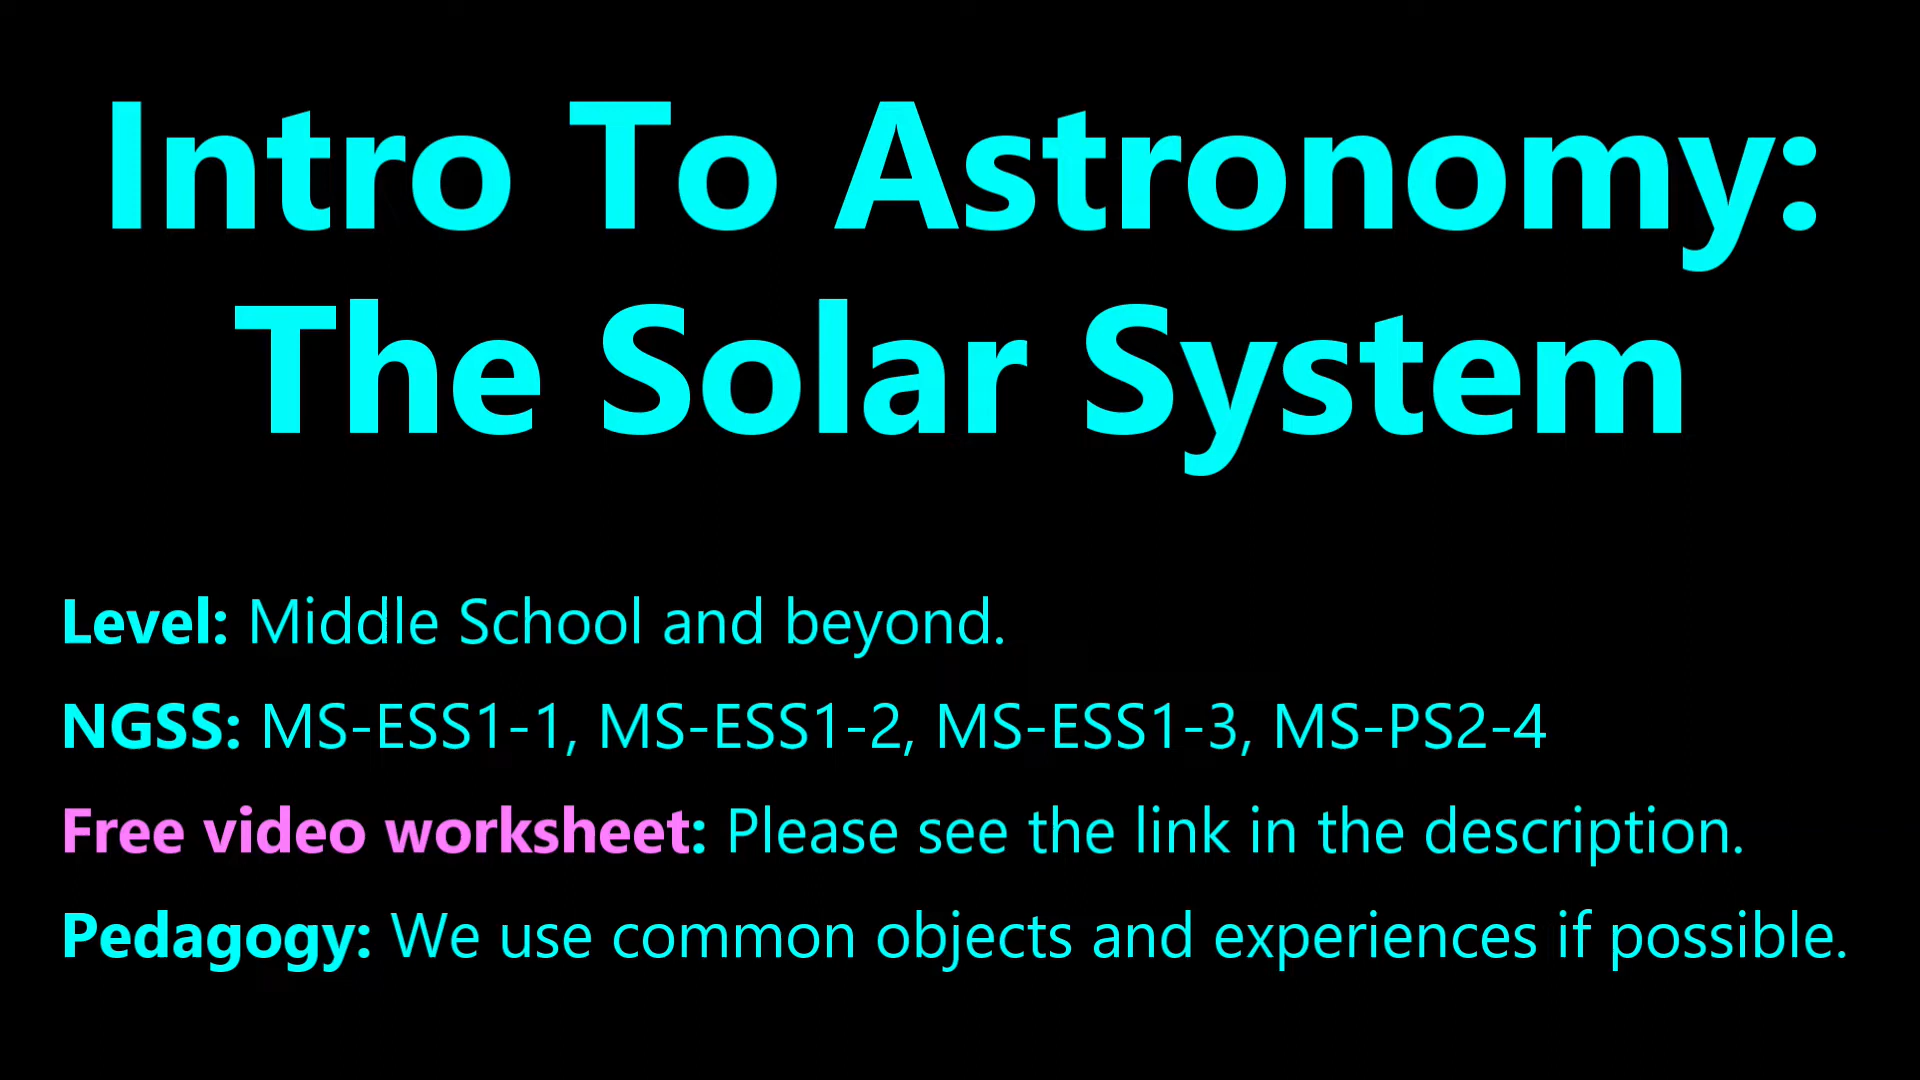 Intro To Astronomy:
The Solar System
Level: Middle School and beyond.
NGSS: MS-ESS1-1, MS-ESS1-2, MS-ESS1-3, MS-PS2-4
Free video worksheet: Please see the link in the description.
Pedagogy: We use common objects and experiences if possible.